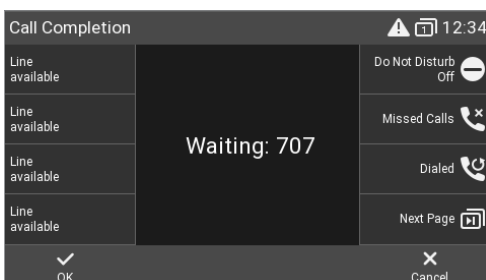 Call Completion
1
12:34
Line
available
Do Not Disturb
Off
Line
available
Missed Calls
Waiting: 707
Line
available
Dialed
Line
available
Next Page
OK
Cancel